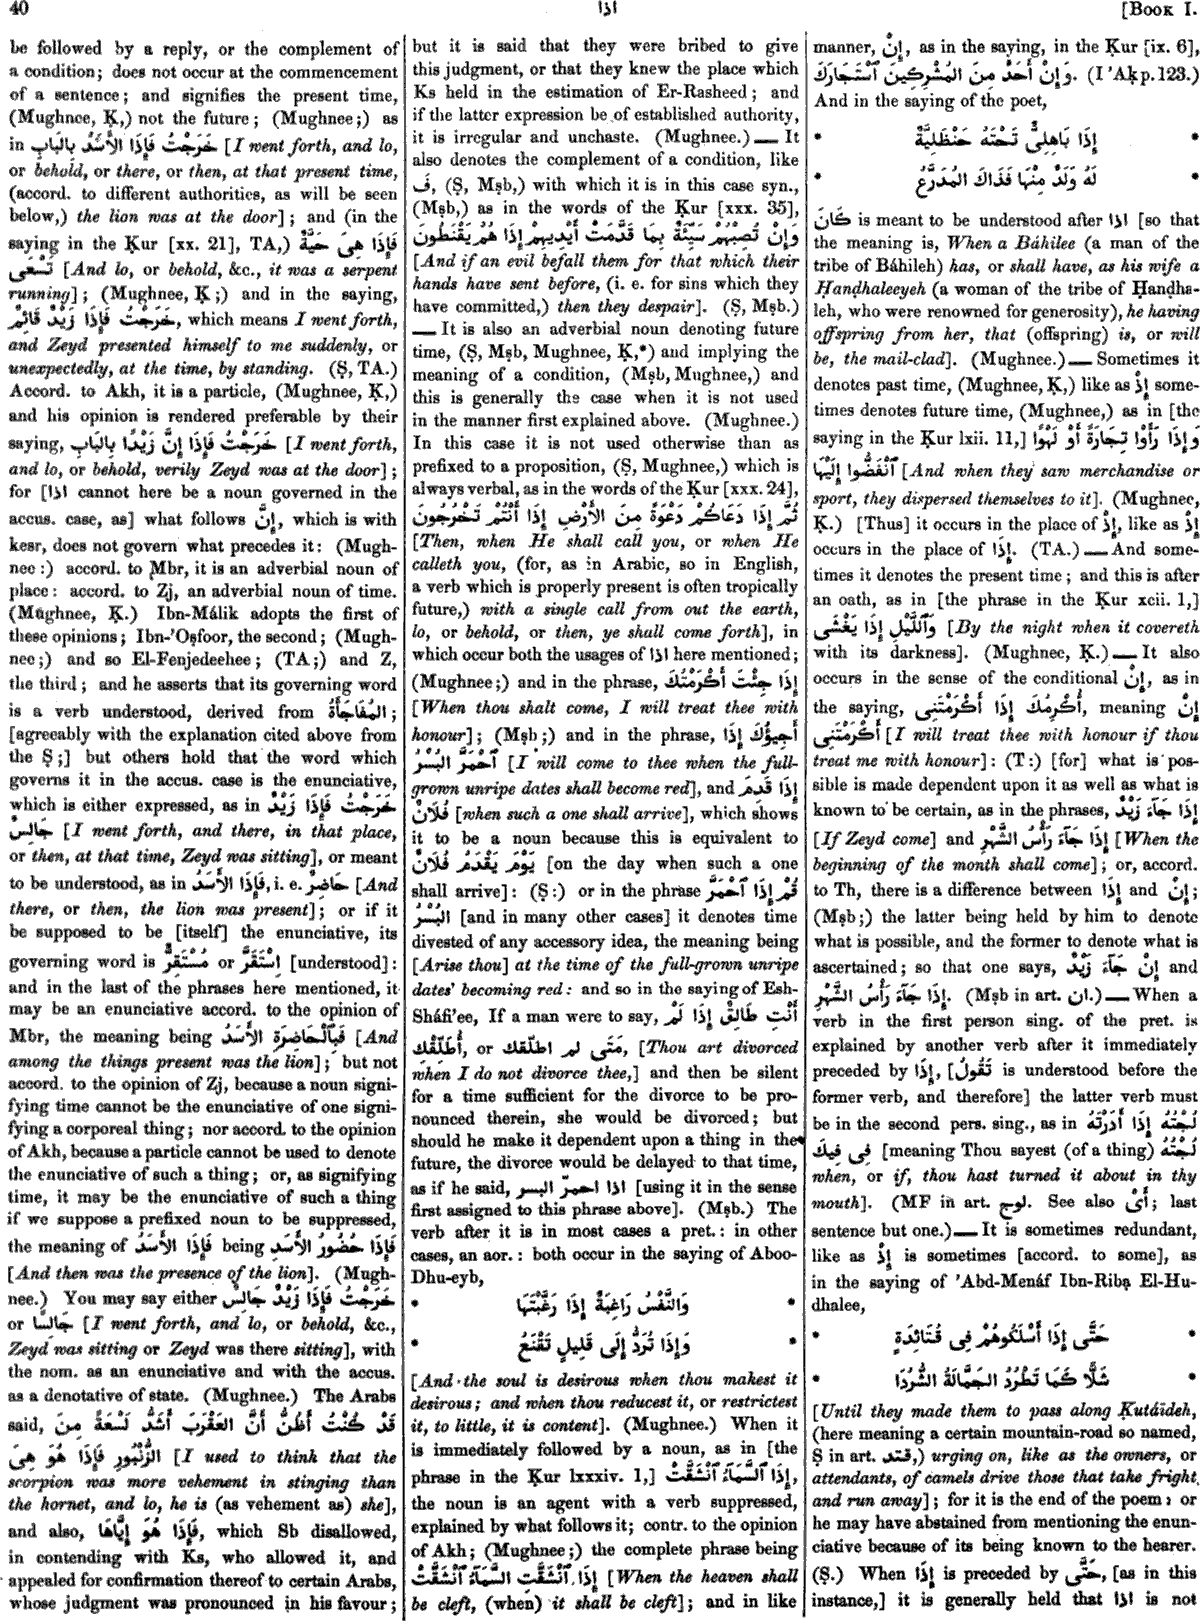 40
اذا
[BOOK I.
be followed by a reply, or the complement of
a condition; does not occur at the commencement
of a sentence; and signifies the present time,
(Mughnee, Ḳ,) not the future; (Mughnee;) as
in خَرَجْتُ فَإِذَا الأَسَدُ بِالبَابِ [I went forth, and lo,
or behold, or there, or then, at that present time,
(accord. to different authorities, as will be seen
below,) the lion was at the door]; and (in the
saying in the Ḳur [xx. 21], TA,) فَإِذَا هِىَ حَيَّةٌ
تَسْعَى [And lo, or behold, &c., it was a serpent
running]; (Mughnee, Ḳ;) and in the saying,
خَرَجْتُ فَإِذَا زَيْدٌ قَائِمٌ, which means I went forth,
and Zeyd presented himself to me suddenly, or
unexpectedly, at the time, by standing. (Ṣ, TA.)
Accord. to Akh, it is a particle, (Mughnee, Ḳ,)
and his opinion is rendered preferable by their
saying, خَرَجْتُ فَإِذَا إِنَّ زَيْدًا بِالبَابِ [I went forth,
and lo, or behold, verily Zeyd was at the door];
for [اذا cannot here be a noun governed in the
accus. case, as] what follows إِنَّ, which is with
kesr, does not govern what precedes it: (Mugh-
nee:) accord. to Mbr, it is an adverbial noun of
place: accord. to Zj, an adverbial noun of time.
(Mughnee, Ḳ.) Ibn-Málik adopts the first of
these opinions; Ibn-'Oṣfoor, the second; (Mugh-
nee;) and so El-Fenjedeehee; (TA;) and Z,
the third; and he asserts that its governing word
is a verb understood, derived from المُفَاجَأَةُ;
[agreeably with the explanation cited above from
the Ṣ;] but others hold that the word which
governs it in the accus. case is the enunciative,
which is either expressed, as in خَرَجْتُ فَإِذَا زَيْدٌ
جَالِسٌ [I went forth, and there, in that place,
or then, at that time, Zeyd was sitting], or meant
to be understood, as in فَإِذَا الأَسَدُ, i. e. حَاضِرٌ [And
there, or then, the lion was present]; or if it
be supposed to be [itself] the enunciative, its
governing word is مُسْتَقِرٌّ or اِسْتَقَرَّ [understood]:
and in the last of the phrases here mentioned, it
may be an enunciative accord. to the opinion of
Mbr, the meaning being فَبِٱلْحَاضِرَةِ الأَسَدُ [And
among the things present was the lion]; but not
accord. to the opinion of Zj, because a noun signi-
fying time cannot be the enunciative of one signi-
fying a corporeal thing; nor accord. to the opinion
of Akh, because a particle cannot be used to denote
the enunciative of such a thing; or, as signifying
time, it may be the enunciative of such a thing
if we suppose a prefixed noun to be suppressed,
the meaning of فَإِذَا الأَسَدُ being فَإِذَا حُضُورُ الأَسَدِ
[And then was the presence of the lion]. (Mugh-
nee.) You may say either خَرَجْتُ فَإِذَا زَيْدٌ جَالِسٌ
or جَالِسًا [I went forth, and lo, or behold, &c.,
Zeyd was sitting or Zeyd was there sitting], with
the nom. as an enunciative and with the accus.
as a denotative of state. (Mughnee.) The Arabs
said, قَدْ كُنْتُ أَظُنُّ أَنَّ العَقْرَبَ أَشَدُّ لَسْعَةً مِنَ
الزُّنْبُورِ فَإِذَا هُوَ هِىَ [I used to think that the
scorpion was more vehement in stinging than
the hornet, and lo, he is (as vehement as) she],
and also, فَإِذَا هُوَ إِيَّاهَا, which Sb disallowed,
in contending with Ks, who allowed it, and
appealed for confirmation thereof to certain Arabs,
whose judgment was pronounced in his favour;
but it is said that they were bribed to give
this judgment, or that they knew the place which
Ks held in the estimation of Er-Rasheed; and
if the latter expression be of established authority,
it is irregular and unchaste. (Mughnee.) — It
also denotes the complement of a condition, like
فَ, (Ṣ, Mṣb,) with which it is in this case syn.,
(Mṣb,) as in the words of the Ḳur [xxx. 35],
وَإِنْ تُصِبْهُمْ سَيِّئَةٌ بِمَا قَدَّمَتْ أَيْدِيهِمْ إِذَا هُمْ يَقْنَطُونَ
[And if an evil befall them for that which their
hands have sent before, (i. e. for sins which they
have committed,) then they despair]. (Ṣ, Mṣb.)
— It is also an adverbial noun denoting future
time, (Ṣ, Mṣb, Mughnee, Ḳ,*) and implying the
meaning of a condition, (Mṣb, Mughnee,) and
this is generally the case when it is not used
in the manner first explained above. (Mughnee.)
In this case it is not used otherwise than as
prefixed to a proposition, (Ṣ, Mughnee,) which is
always verbal, as in the words of the Ḳur [xxx. 24],
ثُمَّ إِذَا دَعَاكُمْ دَعْوَةً مِنَ الأَرْضِ إِذَا أَنْتُمْ تَخْرُجُونَ
[Then, when He shall call you, or when He
calleth you, (for, as in Arabic, so in English,
a verb which is properly present is often tropically
future,) with a single call from out the earth,
lo, or behold, or then, ye shall come forth], in
which occur both the usages of اذا here mentioned;
(Mughnee;) and in the phrase, إِذَا جِئْتَ أَكْرَمْتُكَ
[When thou shalt come, I will treat thee with
honour]; (Mṣb;) and in the phrase, أَجِيْؤُكَ إِذَا
ٱحْمَرَّ البُسْرُ [I will come to thee when the full-
grown unripe dates shall become red], and إِذَا قَدِمَ
فُلَانٌ [when such a one shall arrive], which shows
it to be a noun because this is equivalent to
يَوْمَ يَقْدَمُ فُلَانٌ [on the day when such a one
shall arrive]: (Ṣ:) or in the phrase قُمْ إِذَا ٱحْمَرَّ
البُسْرُ [and in many other cases] it denotes time
divested of any accessory idea, the meaning being
[Arise thou] at the time of the full-grown unripe
dates' becoming red: and so in the saying of Esh-
Sháfi'ee, If a man were to say, أَنْتِ طَالِقٌ إِذَا لَمْ
أُطَلِّقْكِ, or مَتَى لم اطلقك, [Thou art divorced
when I do not divorce thee,] and then be silent
for a time sufficient for the divorce to be pro-
nounced therein, she would be divorced; but
should he make it dependent upon a thing in the
future, the divorce would be delayed to that time,
as if he said, اذا احمرّ البسر [using it in the sense
first assigned to this phrase above]. (Mṣb.) The
verb after it is in most cases a pret.: in other
cases, an aor.: both occur in the saying of Aboo-
Dhu-eyb,
* وَالنَّفْسُ رَاغِبَةٌ إِذَا رَغَّبْتَهَا *
* وَإِذَا تُرَدُّ إِلَى قَلِيلٍ تَقْنَعُ *
[And the soul is desirous when thou makest it
desirous; and when thou reducest it, or restrictest
it, to little, it is content]. (Mughnee.) When it
is immediately followed by a noun, as in [the
phrase in the Ḳur lxxxiv. 1,] إِذَا ٱلسَّمَآءُ ٱنْشَقَّتْ,
the noun is an agent with a verb suppressed,
explained by what follows it; contr. to the opinion
of Akh; (Mughnee;) the complete phrase being
إِذَا ٱنْشَقَّتِ السَّمَآءُ ٱنْشَقَّتْ [When the heaven shall
be cleft, (when) it shall be cleft]; and in like
manner, إِنْ, as in the saying, in the Ḳur [ix. 6],
وَإِنْ أَحَدٌ مِنَ المُشْرِكِينَ ٱسْتَجَارَكَ. (I 'Aḳ p. 123.)
And in the saying of the poet,
* إِذَا بَاهِلِىٌّ تَحْتَهُ حَنْظَلِيَّةٌ *
* لَهُ وَلَدٌ مِنْهَا فَذَاكَ المُدَرَّعُ *
كَانَ is meant to be understood after اذا [so that
the meaning is, When a Báhilee (a man of the
tribe of Báhileh) has, or shall have, as his wife a
Ḥanḍhaleeyeh (a woman of the tribe of Ḥanḍha-
leh, who were renowned for generosity), he having
offspring from her, that (offspring) is, or will
be, the mail-clad]. (Mughnee.) — Sometimes it
denotes past time, (Mughnee, Ḳ,) like as إِذْ some-
times denotes future time, (Mughnee,) as in [the
saying in the Ḳur lxii. 11,] وَإِذَا رَأَوْا تِجَارَةً أَوْ لَهْوًا
ٱنْفَضُّوا إِلَيْهَا [And when they saw merchandise or
sport, they dispersed themselves to it]. (Mughnee,
Ḳ.) [Thus] it occurs in the place of إِذْ, like as إِذْ
occurs in the place of إِذَا. (TA.) — And some-
times it denotes the present time; and this is after
an oath, as in [the phrase in the Ḳur xcii. 1,]
وَٱللَّيْلِ إِذَا يَغْشَى [By the night when it covereth
with its darkness]. (Mughnee, Ḳ.) — It also
occurs in the sense of the conditional إِنْ, as in
the saying, أُكْرِمُكَ إِذَا أَكْرَمْتَنِى, meaning إِنْ
أَكْرَمْتَنِى [I will treat thee with honour if thou
treat me with honour]: (T:) [for] what is pos-
sible is made dependent upon it as well as what is
known to be certain, as in the phrases, إِذَا جَآءَ زَيْدٌ
[If Zeyd come] and إِذَا جَآءَ رَأْسُ الشَّهْرِ [When the
beginning of the month shall come]; or, accord.
to Th, there is a difference between إِذَا and إِنْ;
(Mṣb;) the latter being held by him to denote
what is possible, and the former to denote what is
ascertained; so that one says, إِنْ جَآءَ زَيْدٌ and
إِذَا جَآءَ رَأْسُ الشَّهْرِ. (Mṣb in art. ان.) — When a
verb in the first person sing. of the pret. is
explained by another verb after it immediately
preceded by إِذَا, [تَقُولُ is understood before the
former verb, and therefore] the latter verb must
be in the second pers. sing., as in لُجْتُهُ إِذَا أَدَرْتَهُ
فِى فِيكَ [meaning Thou sayest (of a thing) لُجْتُهُ
when, or if, thou hast turned it about in thy
mouth]. (MF in art. لوج. See also أَىْ; last
sentence but one.) — It is sometimes redundant,
like as إِذْ is sometimes [accord. to some], as
in the saying of 'Abd-Menáf Ibn-Ribạ El-Hu-
dhalee,
* حَتَّى إِذَا أَسْلَكُوهُمْ فِى قُتَائِدَةٍ *
* شَلًّا كَمَا تَطْرُدُ الجَمَّالَةُ الشُّرُدَا *
[Until they made them to pass along Ḳutáïdeh,
(here meaning a certain mountain-road so named,
Ṣ in art. قتد,) urging on, like as the owners, or
attendants, of camels drive those that take fright
and run away]; for it is the end of the poem: or
he may have abstained from mentioning the enun-
ciative because of its being known to the hearer.
(Ṣ.) When إِذَا is preceded by حَتَّى, [as in this
instance,] it is generally held that اذا is not